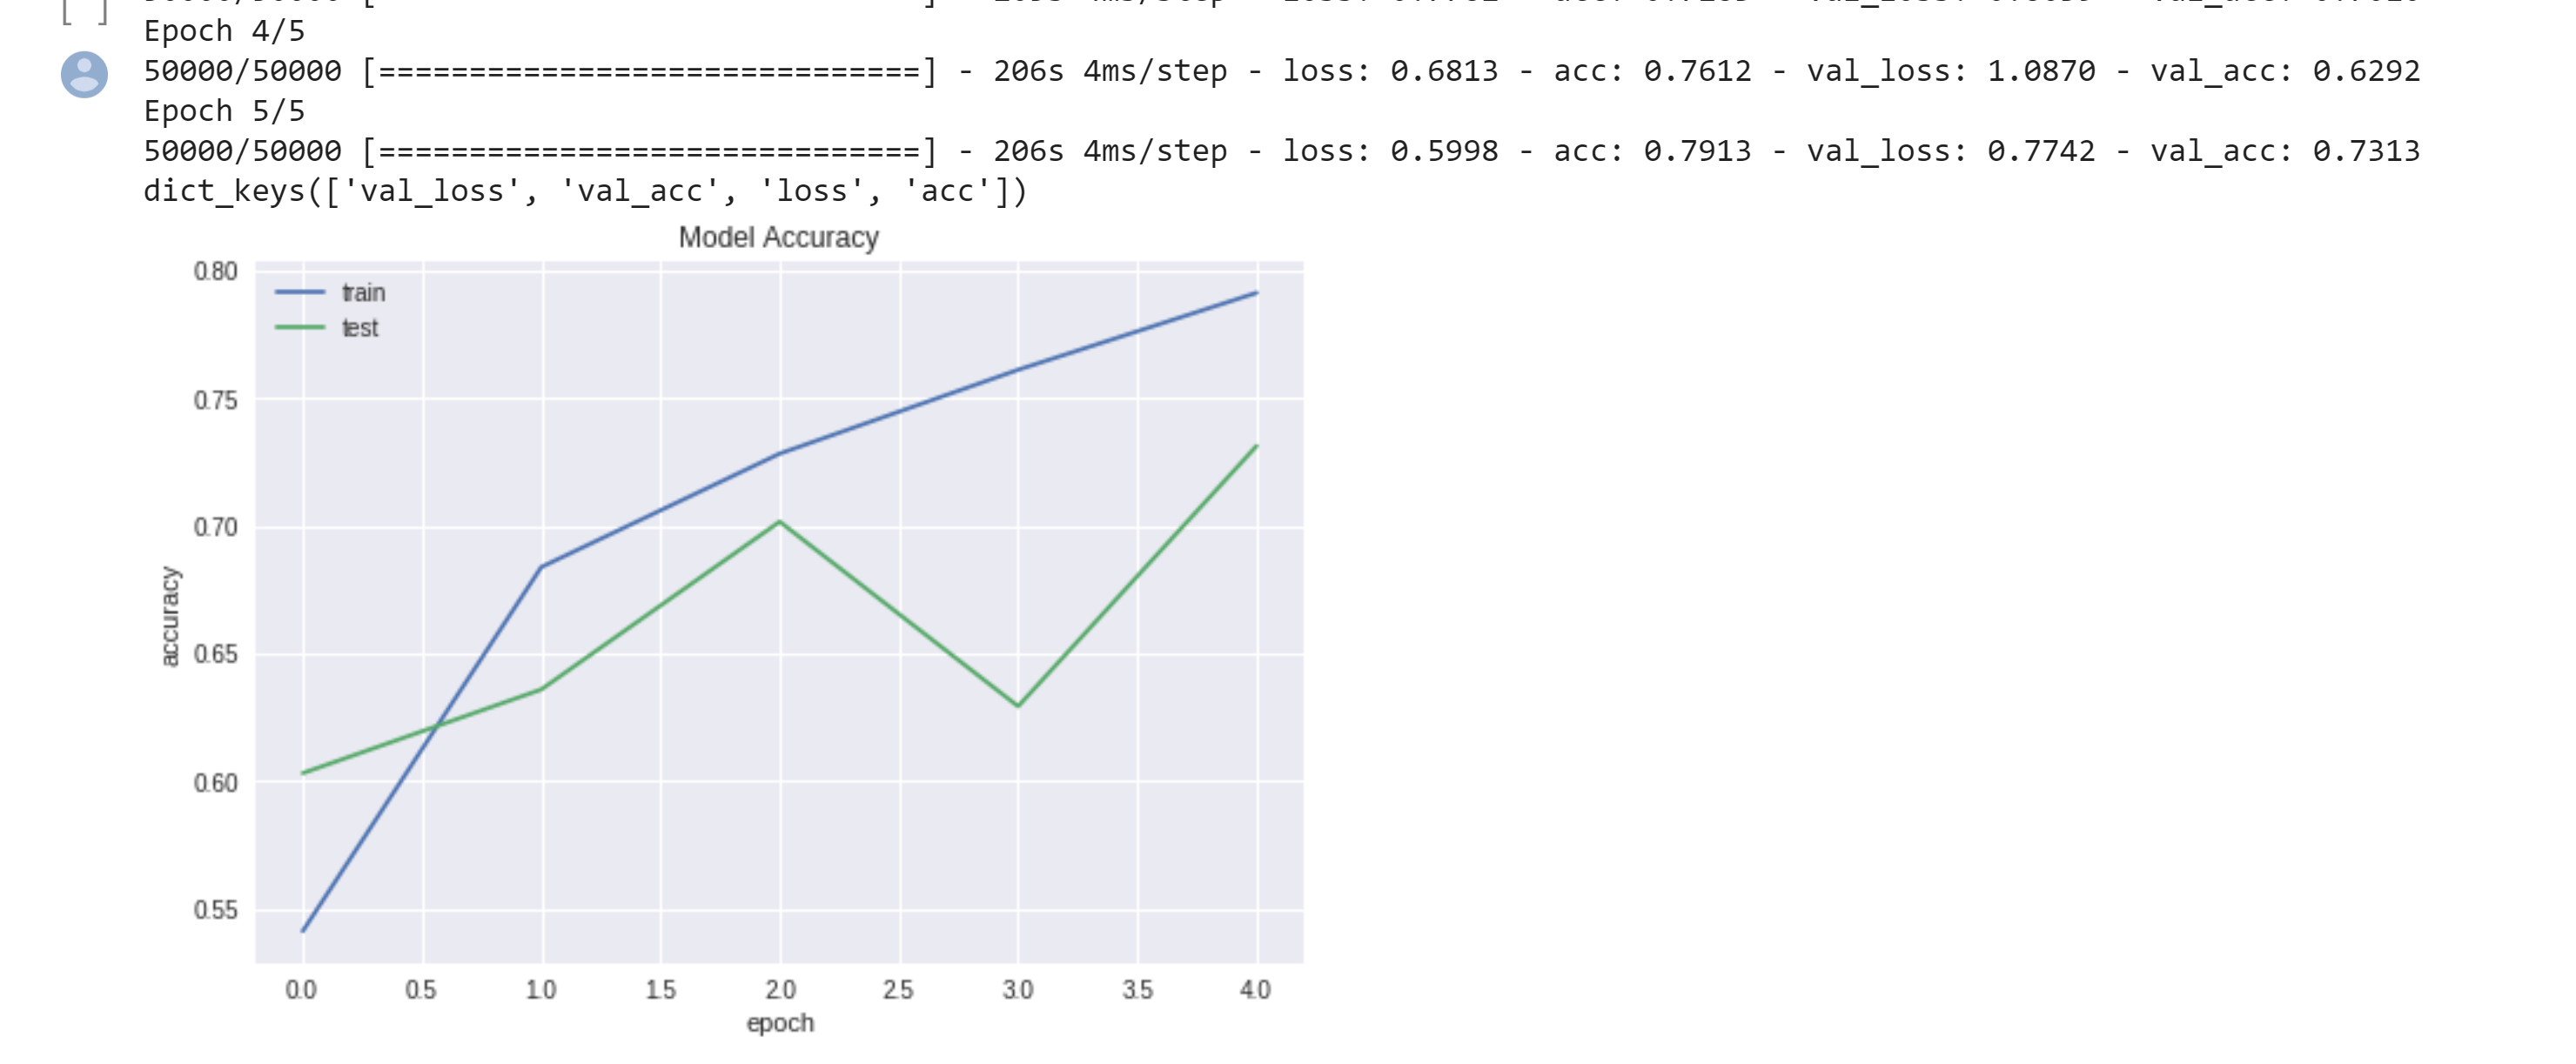 [ ]
Epoch 4/5
50000/50000 [==============================] - 206s 4ms/step - loss: 0.6813 - acc: 0.7612 - val_loss: 1.0870 - val_acc: 0.6292
Epoch 5/5
50000/50000 [==============================] - 206s 4ms/step - loss: 0.5998 - acc: 0.7913 - val_loss: 0.7742 - val_acc: 0.7313
dict_keys(['val_loss', 'val_acc', 'loss', 'acc'])
Model Accuracy
0.80
train
test
0.75
0.70
0.65
0.60
0.55
accuracy
0.0 0.5 1.0 1.5 2.0 2.5 3.0 3.5 4.0
epoch